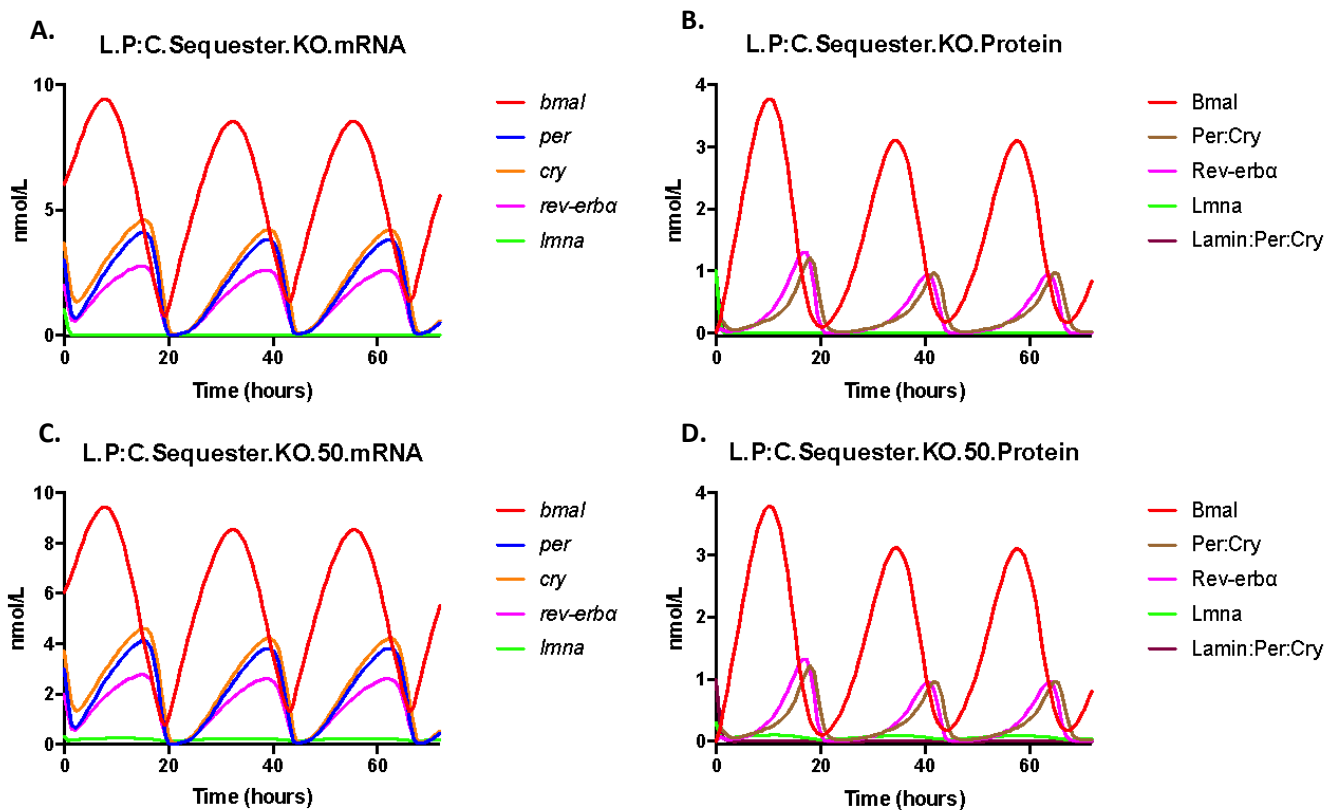 A.
L.P:C.Sequester.KO.mRNA
nmol/L
10
5
0
0 20 40 60
Time (hours)
bmal
per
cry
rev-erbα
lmna
B.
L.P:C.Sequester.KO.Protein
nmol/L
4
3
2
1
0
0 20 40 60
Time (hours)
Bmal
Per:Cry
Rev-erbα
Lmna
Lamin:Per:Cry
C.
L.P:C.Sequester.KO.50.mRNA
nmol/L
10
8
6
4
2
0
0 20 40 60
Time (hours)
bmal
per
cry
rev-erbα
lmna
D.
L.P:C.Sequester.KO.50.Protein
nmol/L
4
3
2
1
0
0 20 40 60
Time (hours)
Bmal
Per:Cry
Rev-erbα
Lmna
Lamin:Per:Cry